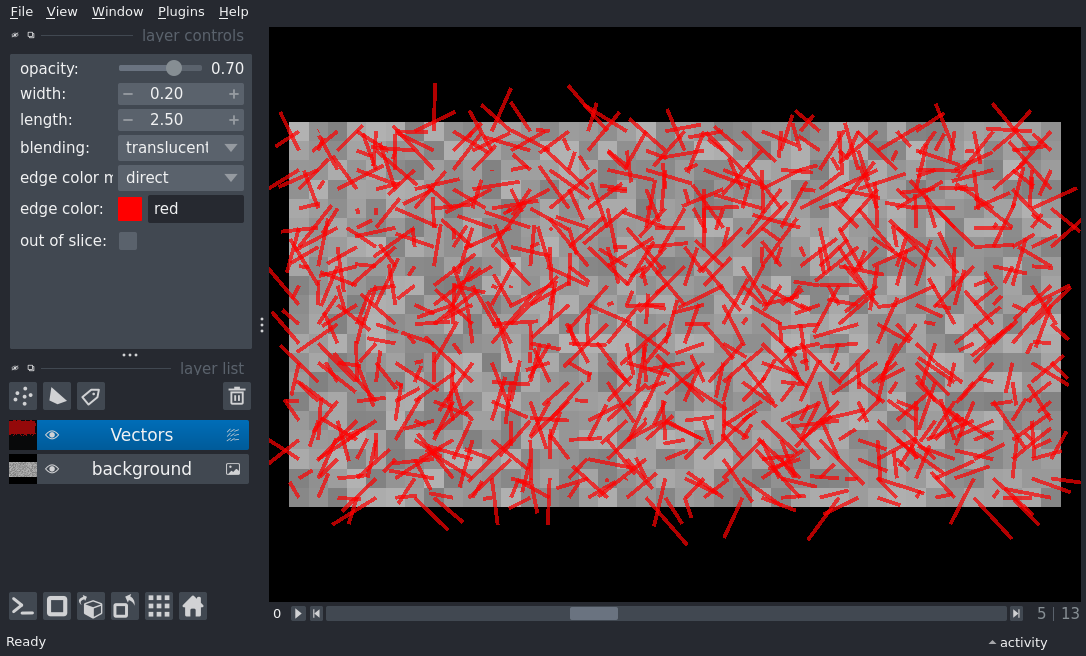 File View Window Plugins Help
layer controls
opacity: 0.70
width: 0.20
length: 2.50
blending: translucent
edge color m direct
edge color: red
out of slice:
layer list
Vectors
background
0 5 | 13
Ready
activity